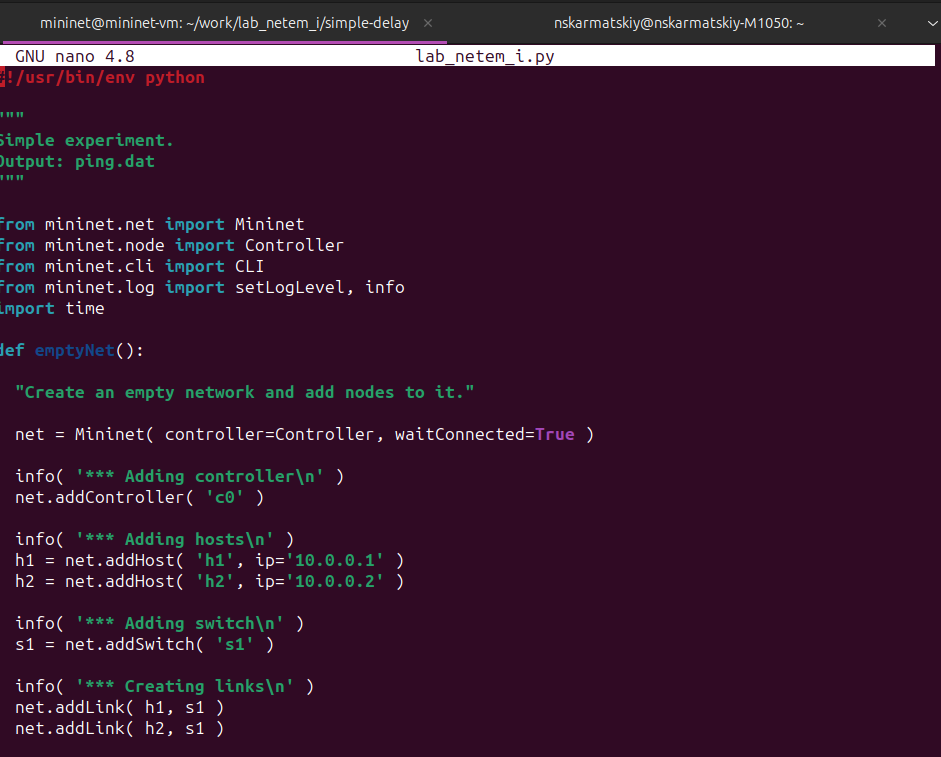 mininet@mininet-vm: ~/work/lab_netem_i/simple-delay × nskarmatskiy@nskarmatskiy-M1050: ~ ×
GNU nano 4.8 lab_netem_i.py
#!/usr/bin/env python
"""
Simple experiment.
Output: ping.dat
"""
from mininet.net import Mininet
from mininet.node import Controller
from mininet.cli import CLI
from mininet.log import setLogLevel, info
import time
def emptyNet():
"Create an empty network and add nodes to it."
net = Mininet( controller=Controller, waitConnected=True )
info( '*** Adding controller\n' )
net.addController( 'c0' )
info( '*** Adding hosts\n' )
h1 = net.addHost( 'h1', ip='10.0.0.1' )
h2 = net.addHost( 'h2', ip='10.0.0.2' )
info( '*** Adding switch\n' )
s1 = net.addSwitch( 's1' )
info( '*** Creating links\n' )
net.addLink( h1, s1 )
net.addLink( h2, s1 )